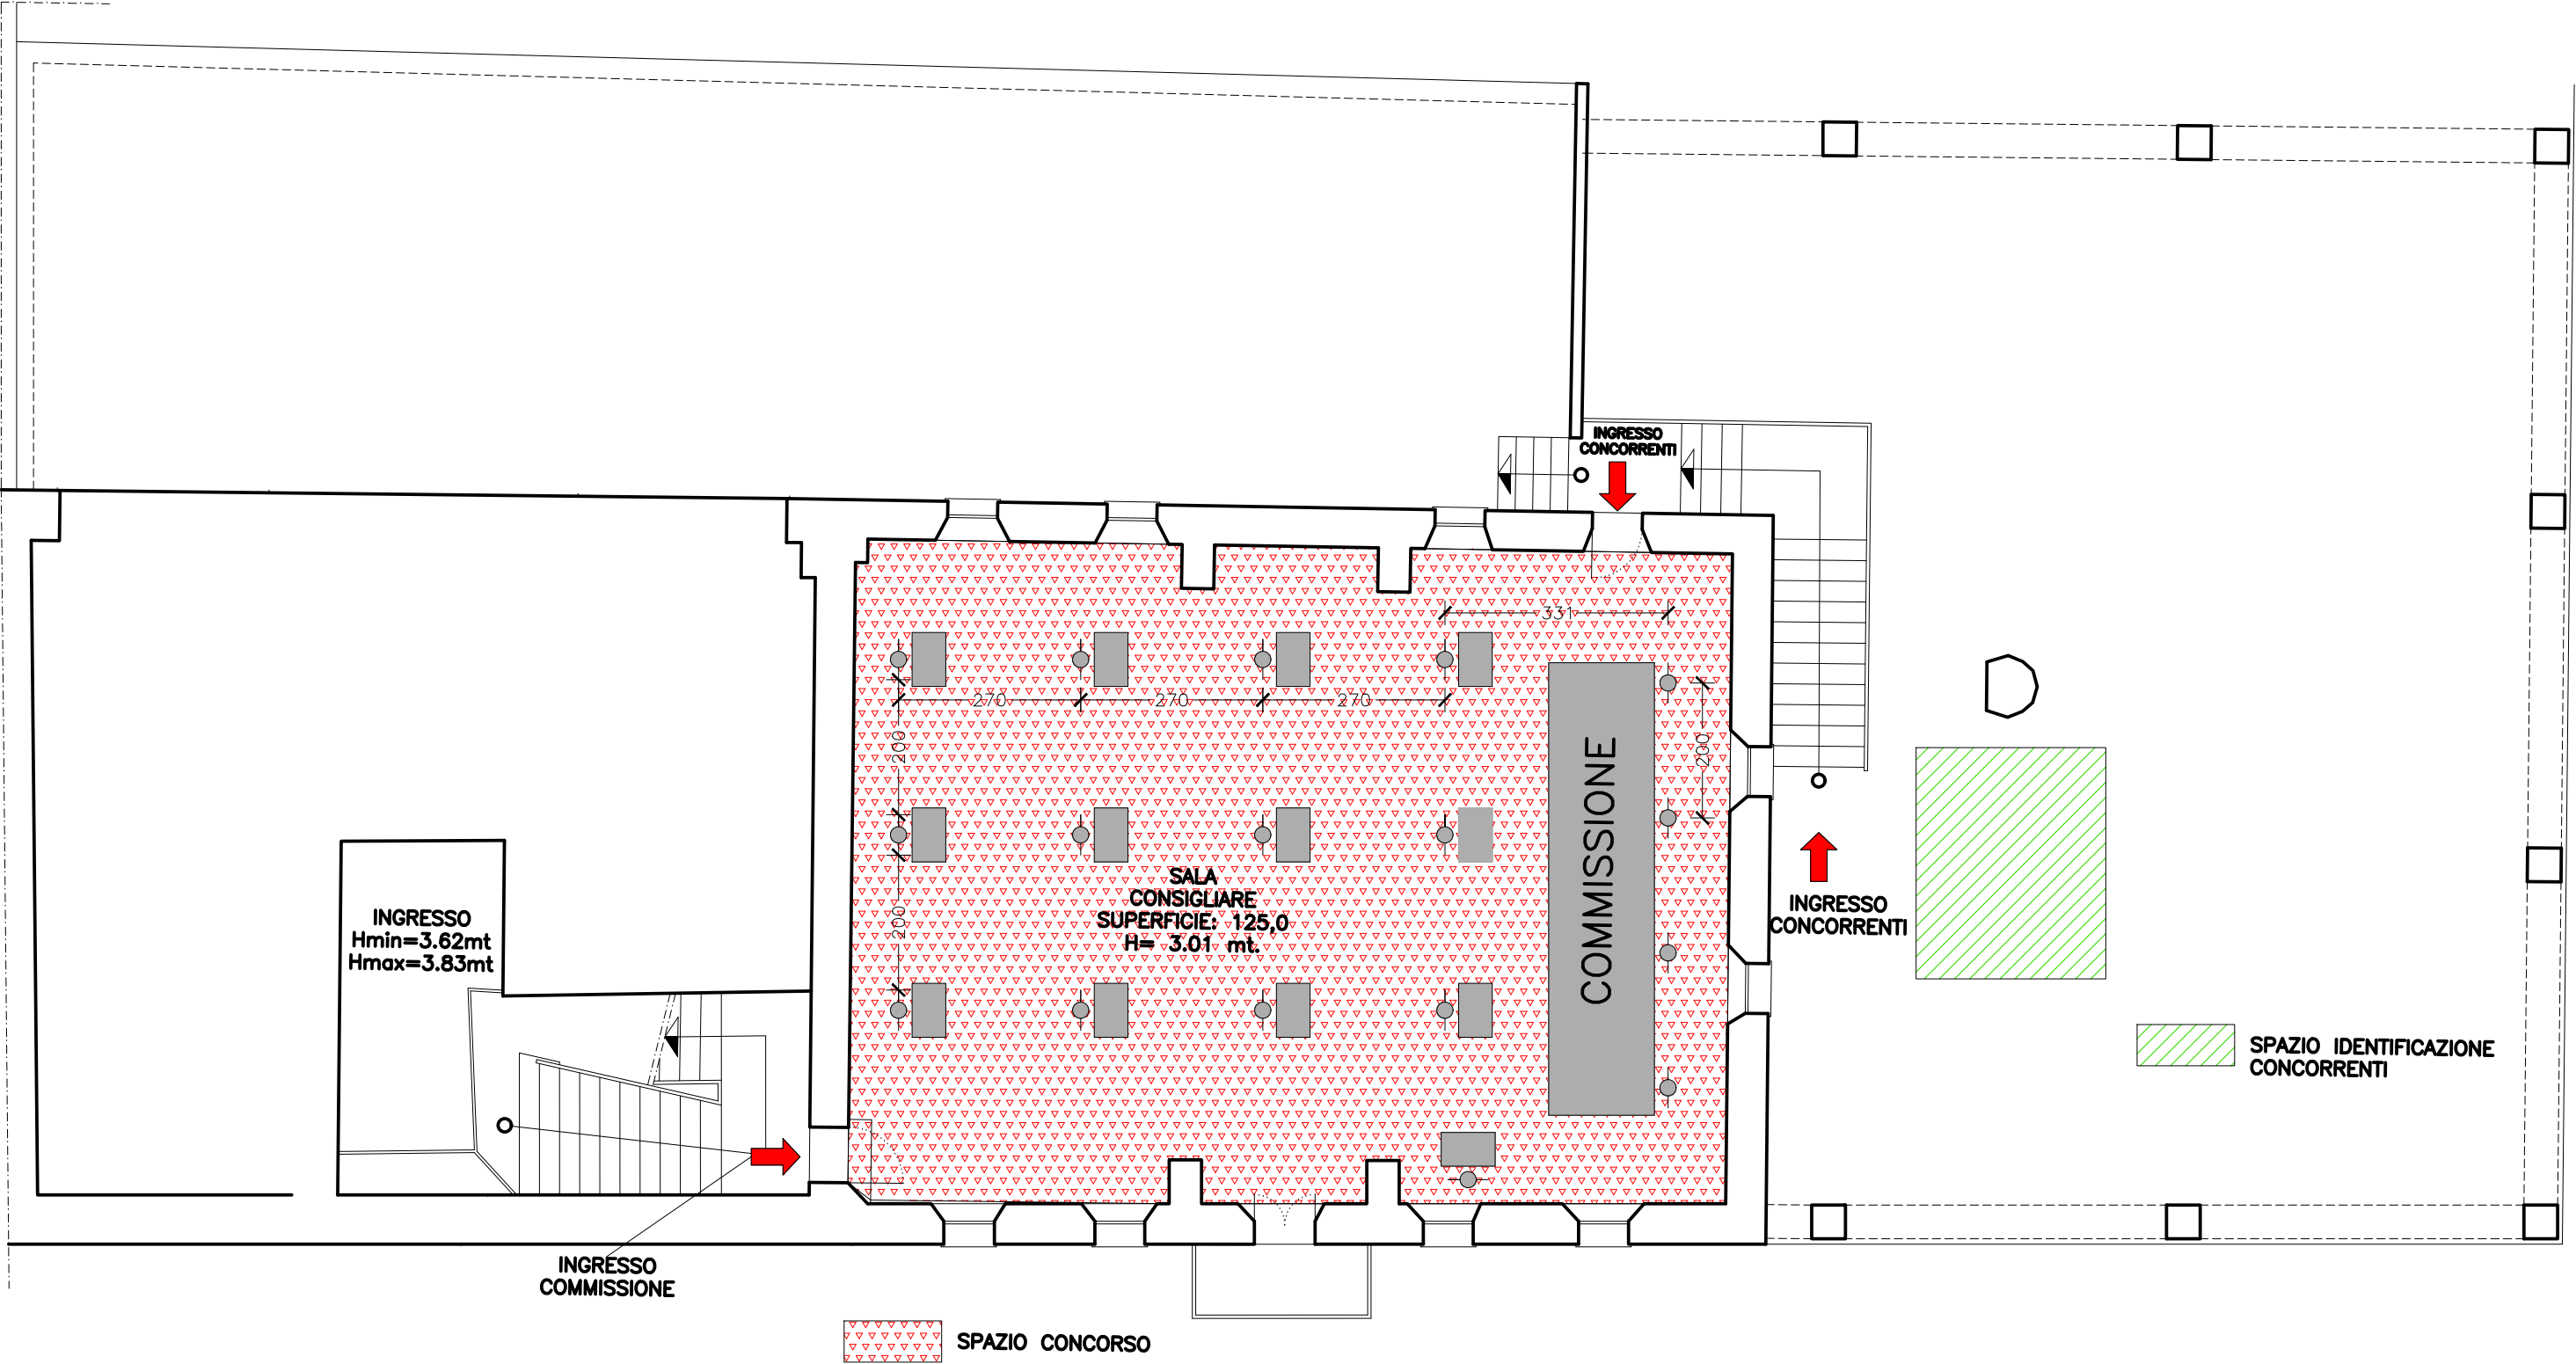 INGRESSO
CONCORRENTI
331
270
270
270
200
200
200
COMMISSIONE
SALA
CONSIGLIARE
SUPERFICIE: 125,0
H= 3.01 mt.
INGRESSO
Hmin=3.62mt
Hmax=3.83mt
INGRESSO
CONCORRENTI
SPAZIO IDENTIFICAZIONE
CONCORRENTI
INGRESSO
COMMISSIONE
SPAZIO CONCORSO